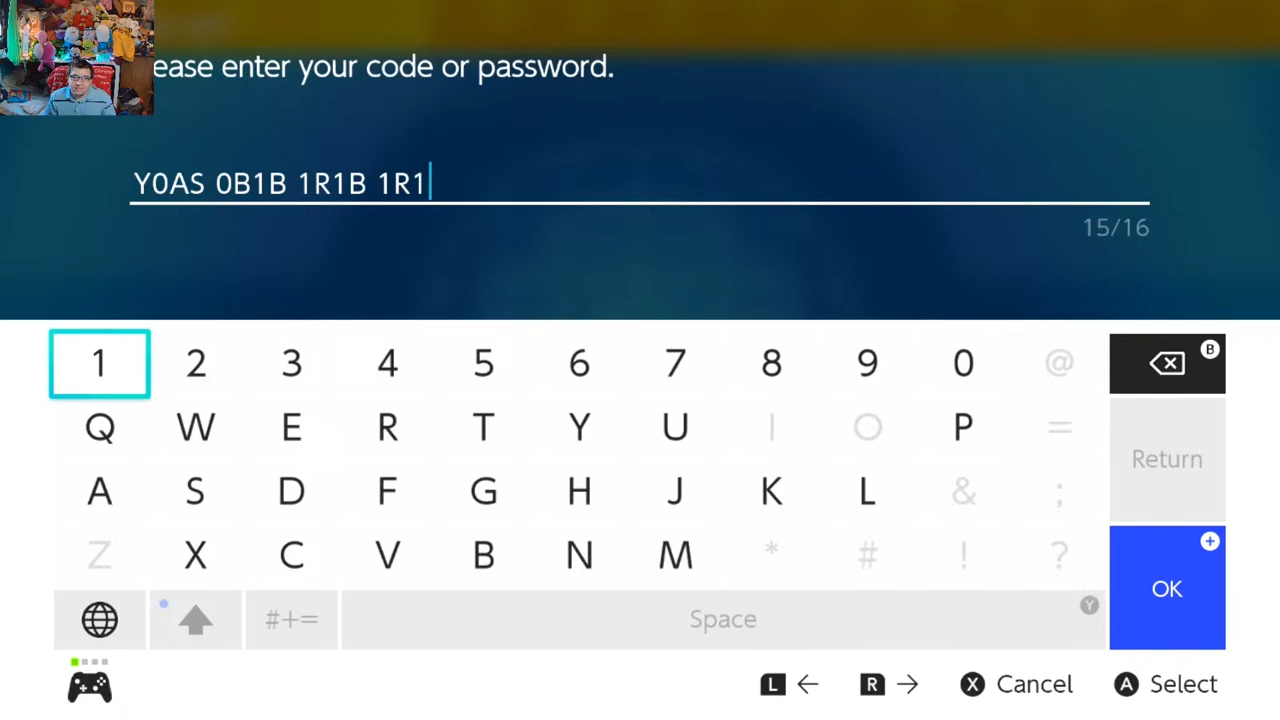 ease enter your code or password.
Y0AS 0B1B 1R1B 1R1
15/16
1 2 3 4 5 6 7 8 9 0 @
B
Q W E R T Y U I O P =
Return
A S D F G H J K L & ;
Z X C V B N M * # ! ?
+
OK
#+= Space Y
L ← R → X Cancel A Select